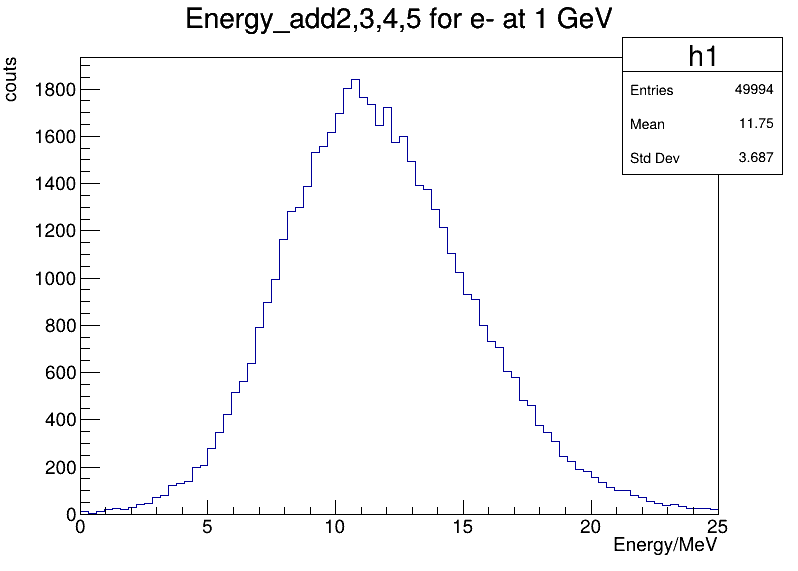 Energy_add2,3,4,5 for e- at 1 GeV
h1
Entries 49994
Mean 11.75
Std Dev 3.687
couts
1800
1600
1400
1200
1000
800
600
400
200
0
0 5 10 15 20 25
Energy/MeV